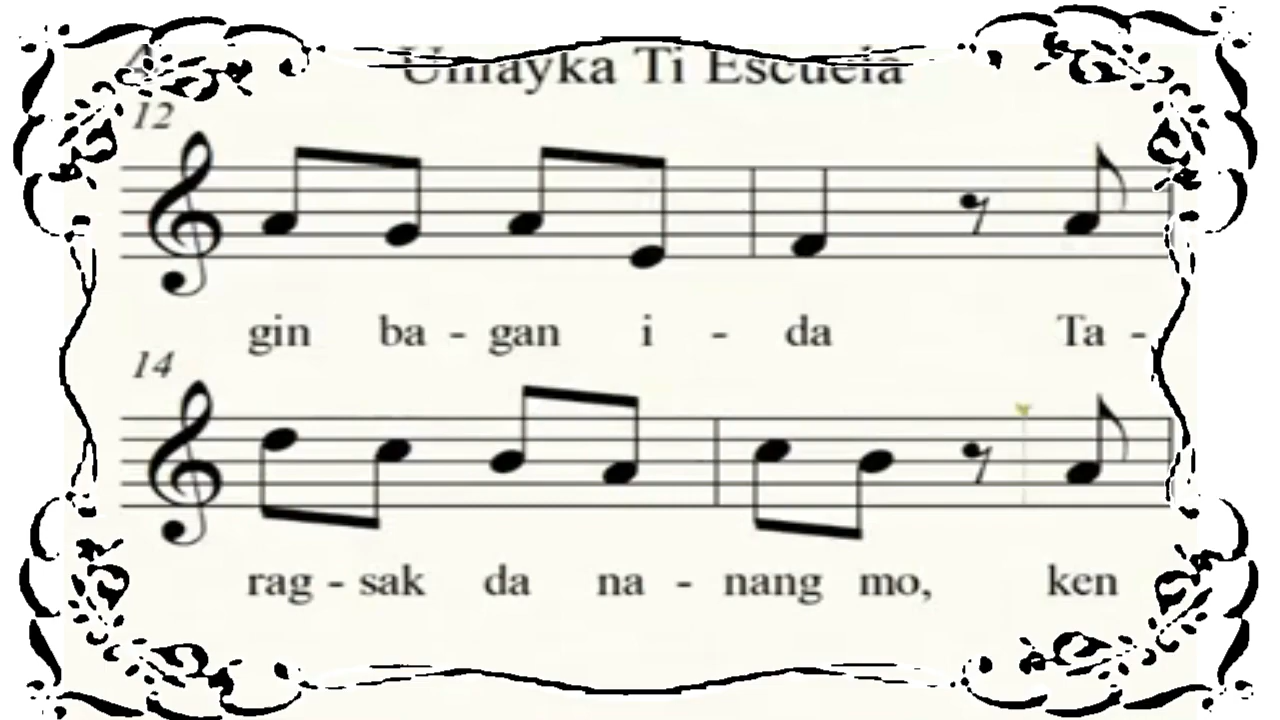 Umayka Ti Escuela
12
gin ba - gan i - da Ta -
14
rag - sak da na - nang mo, ken